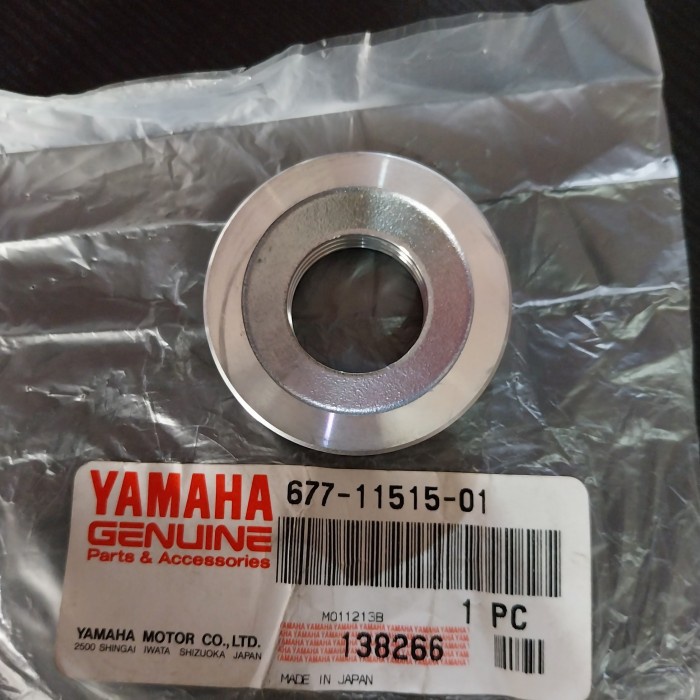 YAMAHA
GENUINE
Parts & Accessories
677-11515-01
M011213B
1 PC
YAMAHA MOTOR CO.,LTD.
2500 SHINGAI IWATA SHIZUOKA JAPAN
138266
MADE IN JAPAN